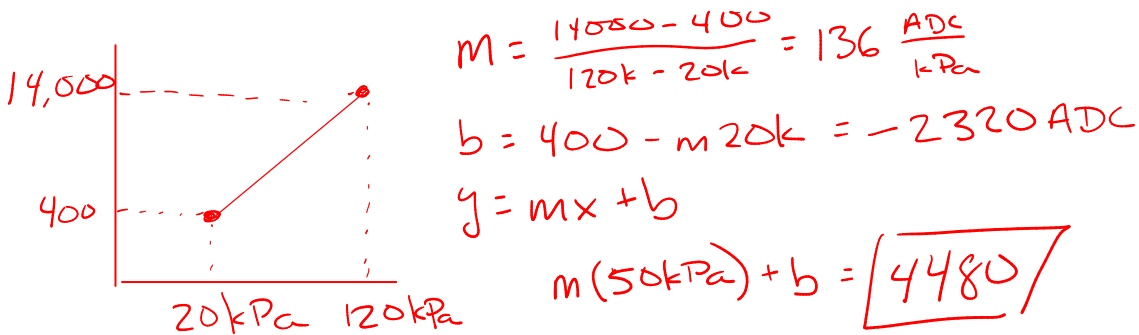 14,000
400
20kPa 120kPa
m = 14000 - 400 / 120k - 20k = 136 ADC / kPa
b = 400 - m20k = -2320 ADC
y = mx + b
m(50kPa) + b = 4480